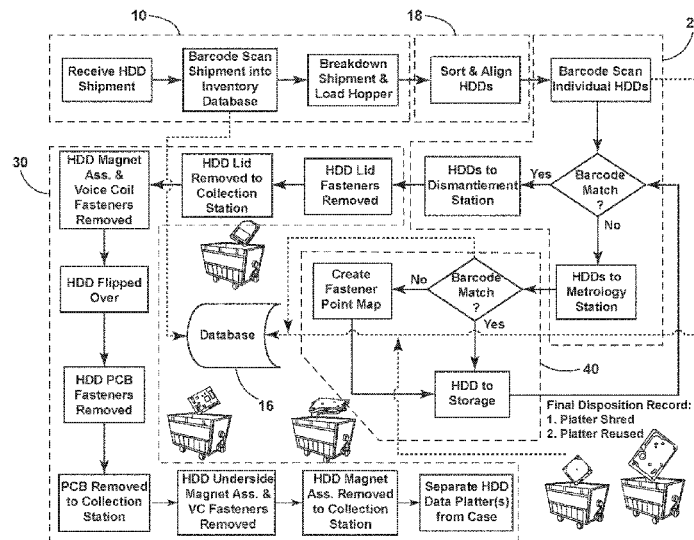 10
18
2
Receive HDD
Shipment
Barcode Scan
Shipment into
Inventory
Database
Breakdown
Shipment &
Load Hopper
Sort & Align
HDDs
Barcode Scan
Individual HDDs
30
HDD Magnet
Ass. &
Voice Coil
Fasteners
Removed
HDD Lid
Removed to
Collection
Station
HDD Lid
Fasteners
Removed
HDDs to
Dismantlement
Station
Yes
Barcode
Match
?
No
HDD Flipped
Over
Create
Fastener
Point Map
No
Barcode
Match
?
Yes
HDDs to
Metrology
Station
Database
16
HDD PCB
Fasteners
Removed
HDD to
Storage
40
Final Disposition Record:
1. Platter Shred
2. Platter Reused
PCB Removed
to Collection
Station
HDD Underside
Magnet Ass. &
VC Fasteners
Removed
HDD Magnet
Ass. Removed
to Collection
Station
Separate HDD
Data Platter(s)
from Case